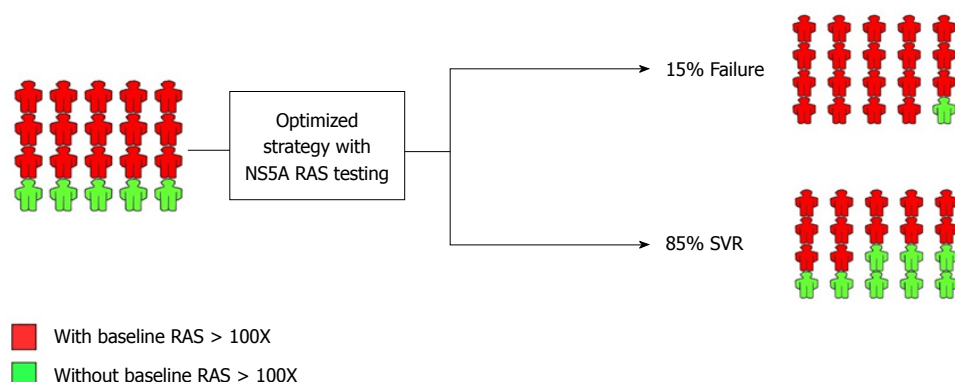 15% Failure
Optimized
strategy with
NS5A RAS testing
85% SVR
With baseline RAS > 100X
Without baseline RAS > 100X